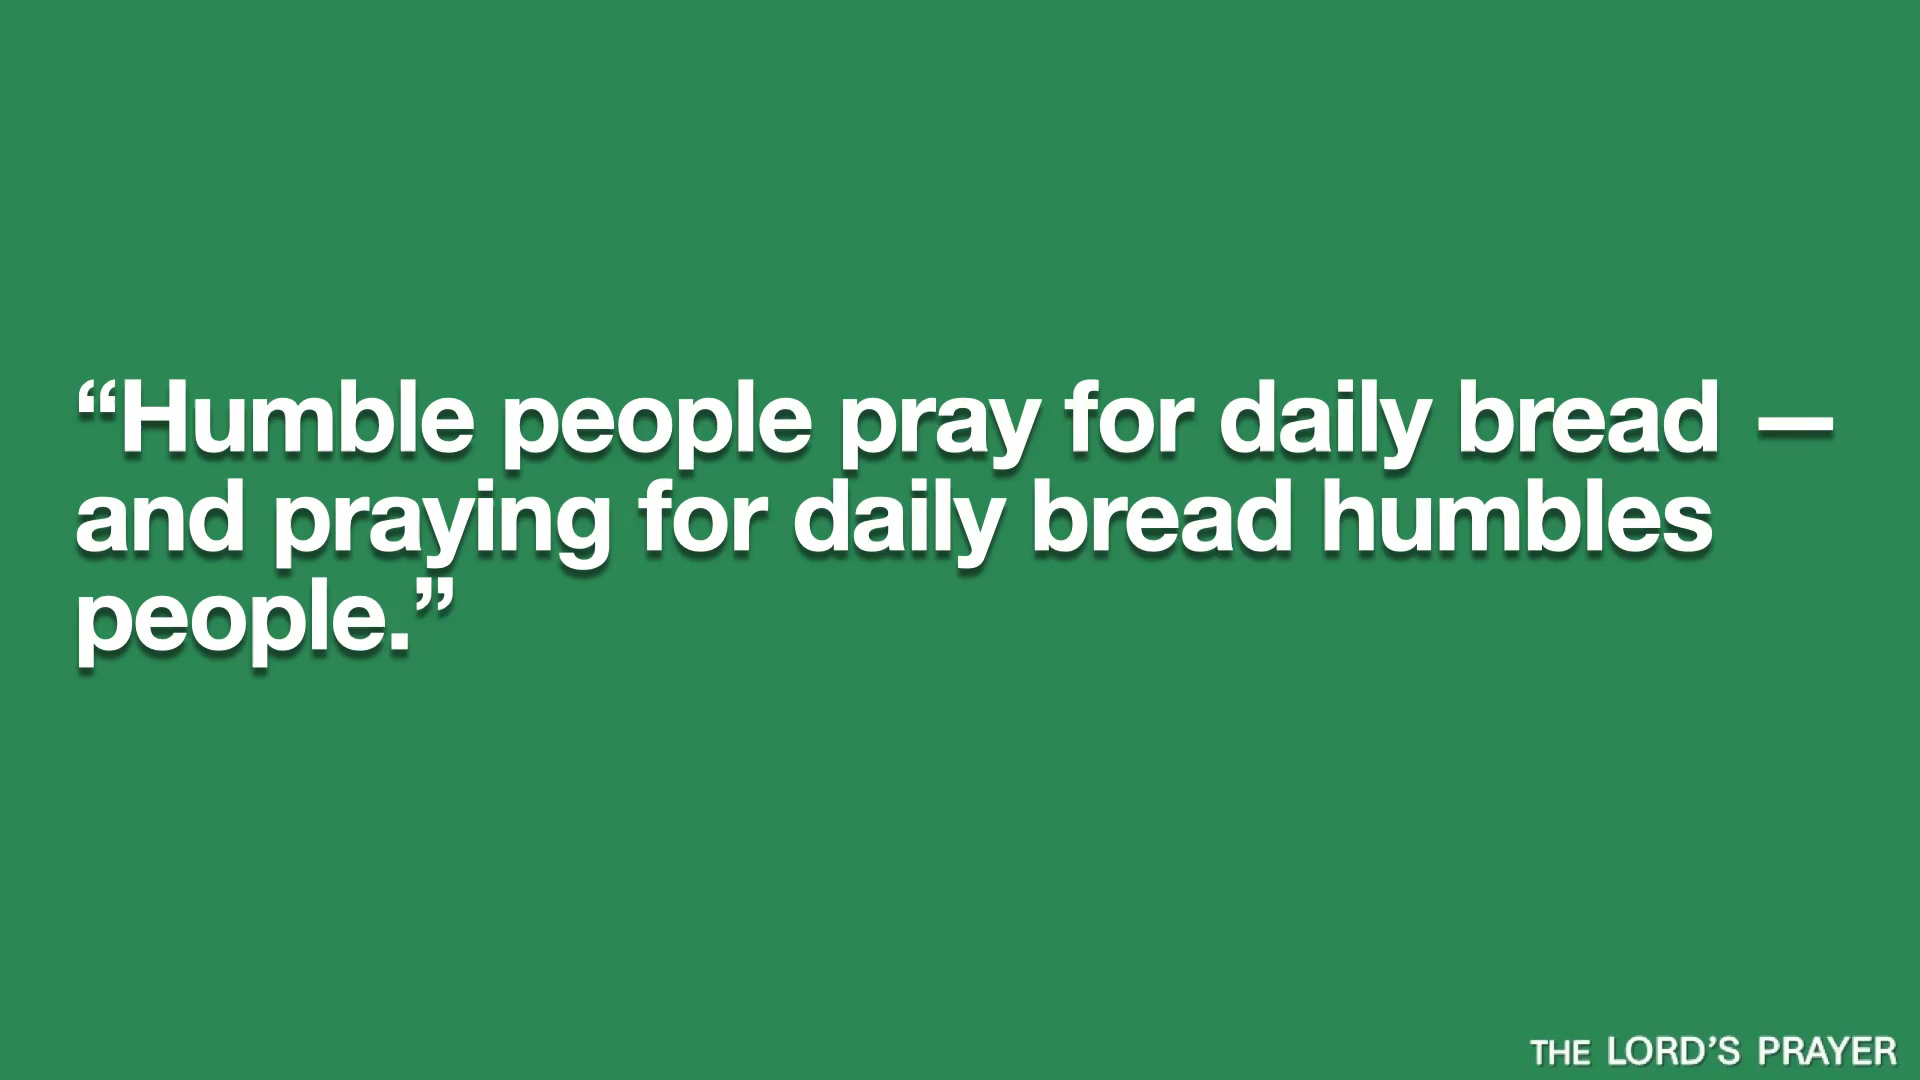 “Humble people pray for daily bread —
and praying for daily bread humbles
people.”
THE LORD’S PRAYER